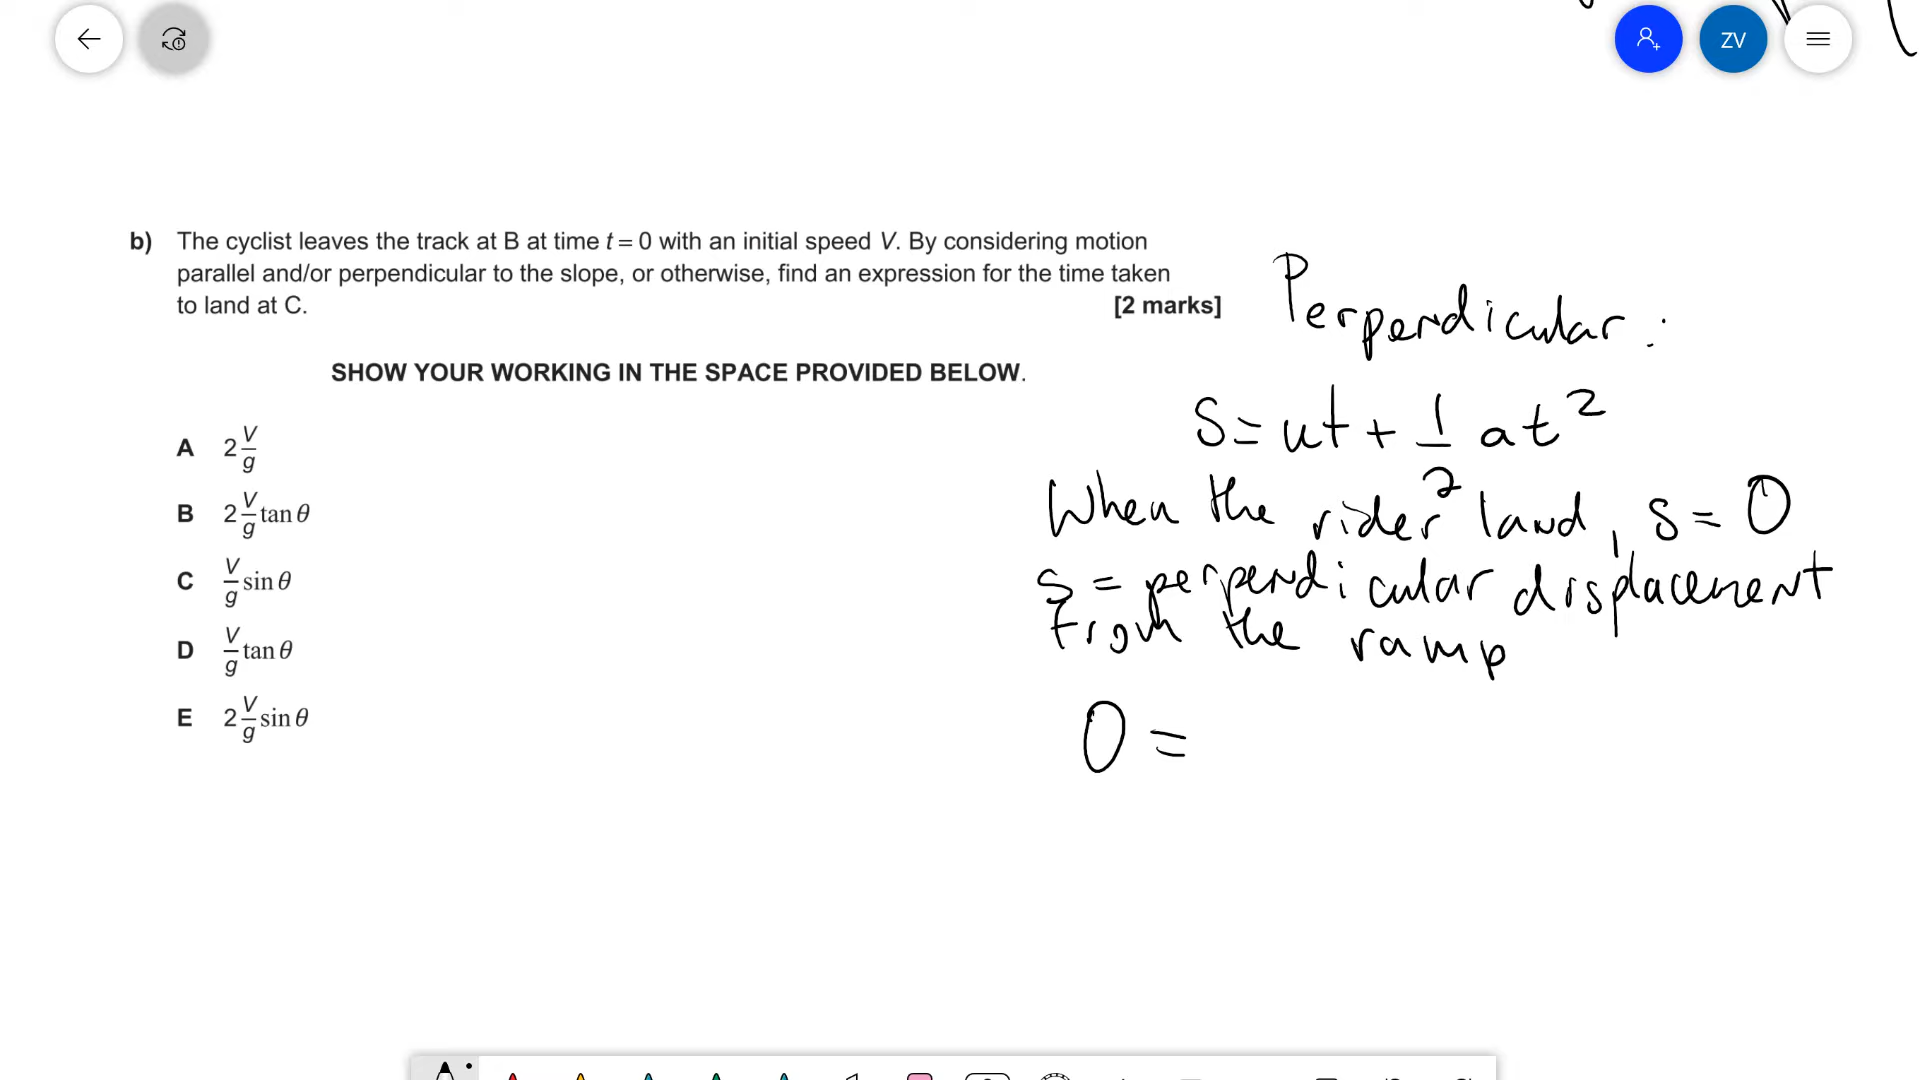 ZV
b) The cyclist leaves the track at B at time t = 0 with an initial speed V. By considering motion
parallel and/or perpendicular to the slope, or otherwise, find an expression for the time taken
to land at C. [2 marks]
SHOW YOUR WORKING IN THE SPACE PROVIDED BELOW.
A 2 V/g
B 2 V/g tan θ
C V/g sin θ
D V/g tan θ
E 2 V/g sin θ
Perpendicular :
S = ut + 1/2 at²
When the rider land, s = 0
s = perpendicular displacement
from the ramp
0 =